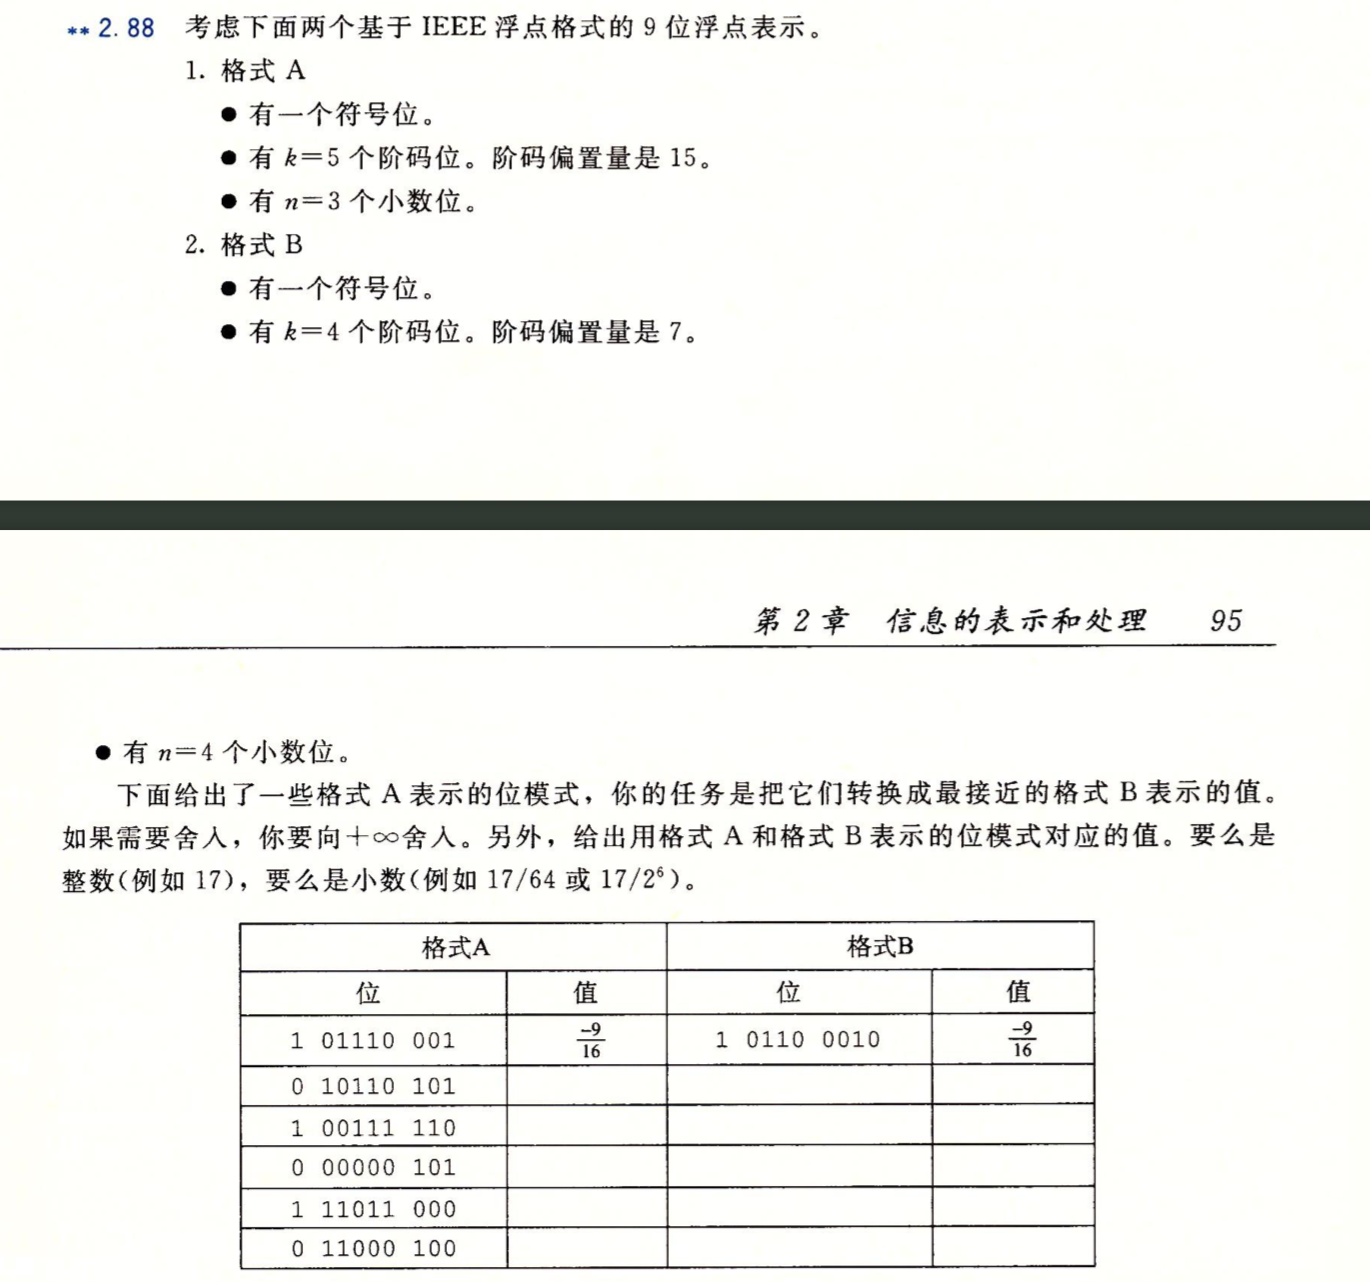 ** 2.88 考虑下面两个基于 IEEE 浮点格式的 9 位浮点表示。
1. 格式 A
● 有一个符号位。
● 有 k=5 个阶码位。阶码偏置量是 15。
● 有 n=3 个小数位。
2. 格式 B
● 有一个符号位。
● 有 k=4 个阶码位。阶码偏置量是 7。
第 2 章 信息的表示和处理 95
● 有 n=4 个小数位。
下面给出了一些格式 A 表示的位模式，你的任务是把它们转换成最接近的格式 B 表示的值。
如果需要舍入，你要向+∞舍入。另外，给出用格式 A 和格式 B 表示的位模式对应的值。要么是
整数(例如 17)，要么是小数(例如 17/64 或 17/2⁶)。
格式A 格式B
位 值 位 值
1 01110 001 −9/16 1 0110 0010 −9/16
0 10110 101
1 00111 110
0 00000 101
1 11011 000
0 11000 100